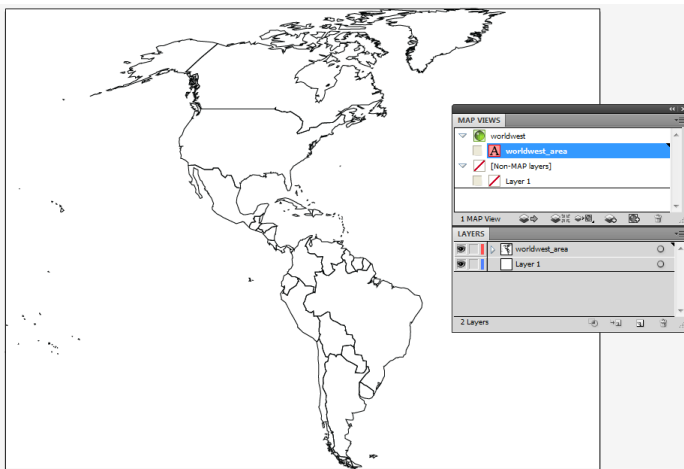 MAP VIEWS
worldwest
A worldwest_area
[Non-MAP layers]
Layer 1
1 MAP View
LAYERS
worldwest_area
Layer 1
2 Layers